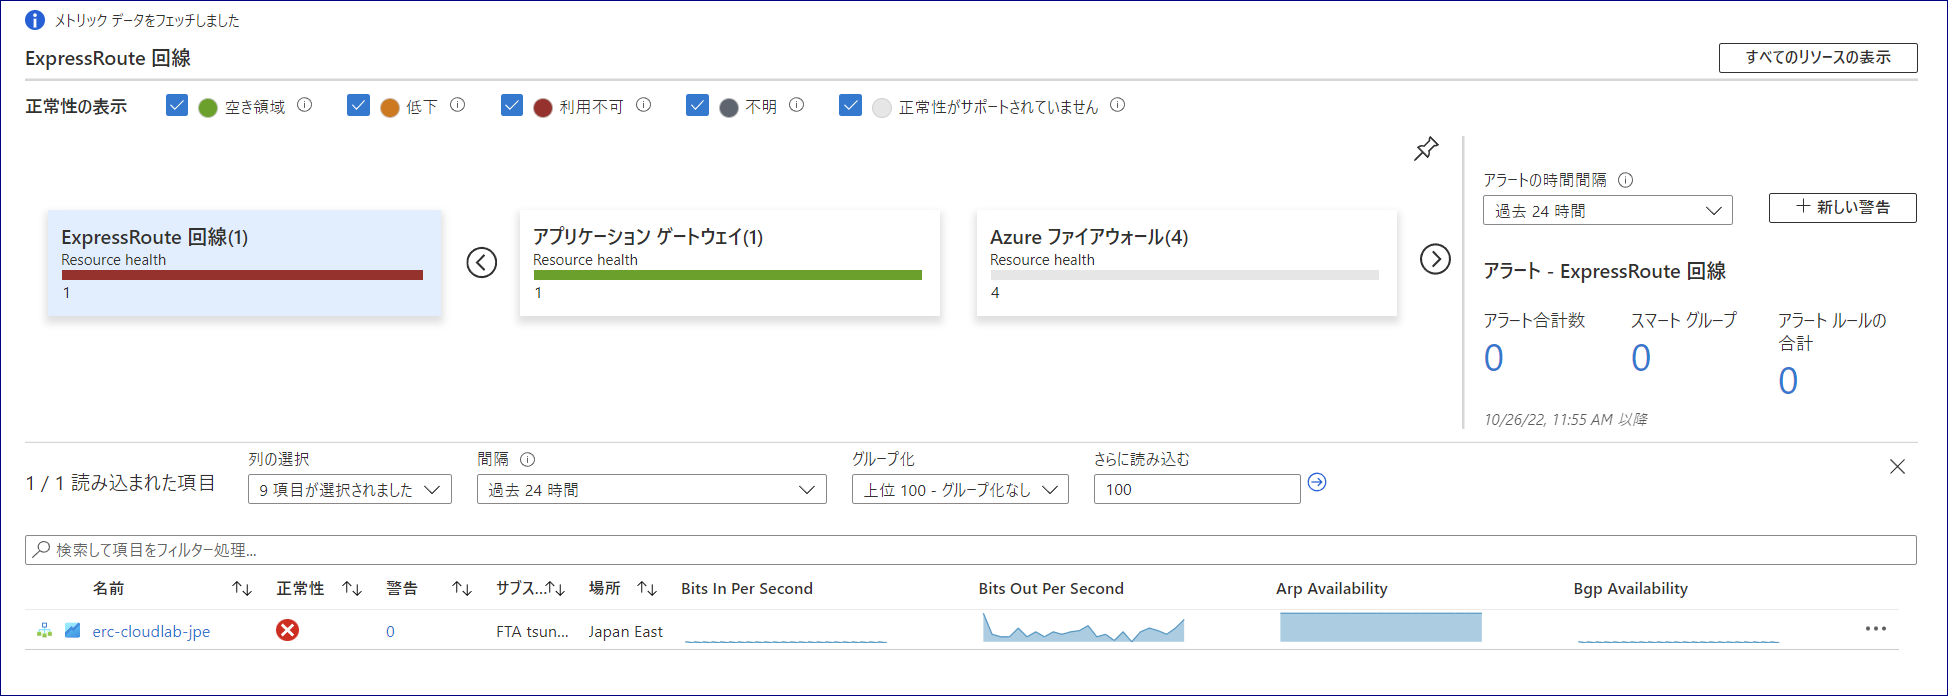 メトリック データをフェッチしました
ExpressRoute 回線
すべてのリソースの表示
正常性の表示 空き領域 低下 利用不可 不明 正常性がサポートされていません
アラートの時間間隔
過去 24 時間
新しい警告
ExpressRoute 回線(1)
Resource health
1
アプリケーション ゲートウェイ(1)
Resource health
1
Azure ファイアウォール(4)
Resource health
4
アラート - ExpressRoute 回線
アラート合計数
0
スマート グループ
0
アラート ルールの
合計
0
10/26/22, 11:55 AM 以降
1 / 1 読み込まれた項目
列の選択
9 項目が選択されました
間隔
過去 24 時間
グループ化
上位 100 - グループ化なし
さらに読み込む
100
検索して項目をフィルター処理...
名前 正常性 警告 サブス... 場所 Bits In Per Second Bits Out Per Second Arp Availability Bgp Availability
erc-cloudlab-jpe 0 FTA tsun... Japan East